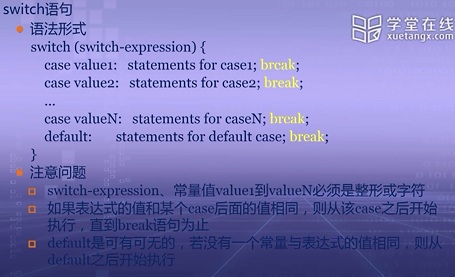 switch语句
学堂在线
xuetangx.com
语法形式
switch (switch-expression) {
case value1: statements for case1; break;
case value2: statements for case2; break;
...
case valueN: statements for caseN; break;
default: statements for default case; break;
}
注意问题
switch-expression、常量值value1到valueN必须是整形或字符
如果表达式的值和某个case后面的值相同，则从该case之后开始
执行，直到break语句为止
default是可有可无的，若没有一个常量与表达式的值相同，则从
default之后开始执行